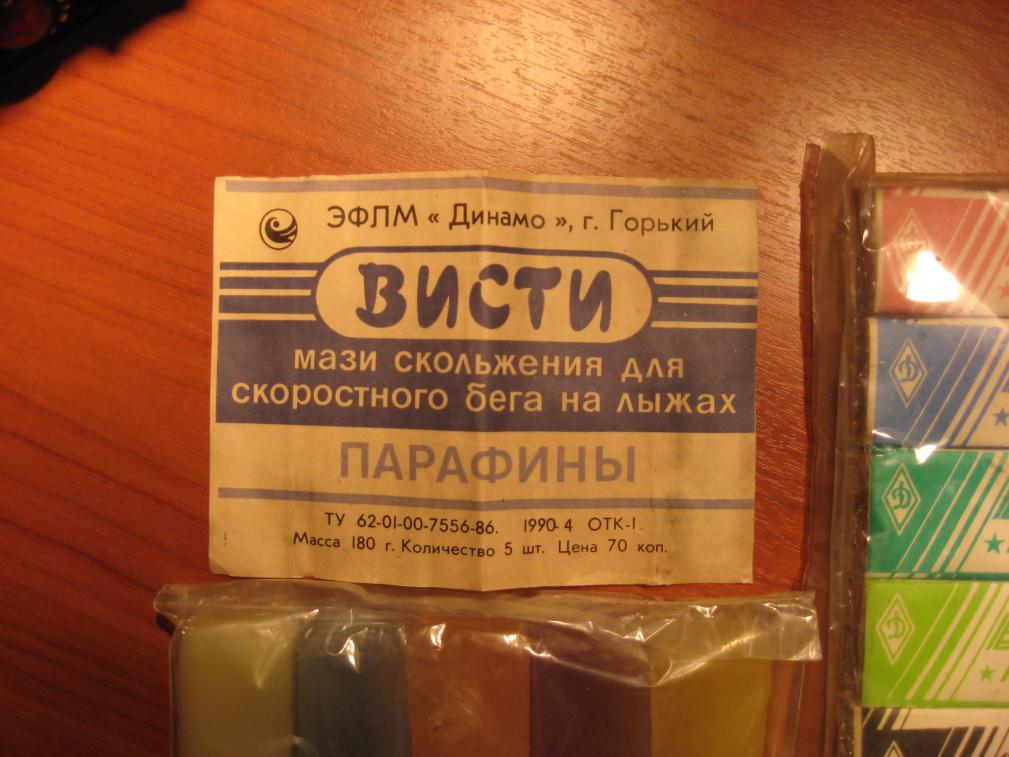 ЭФЛМ « Динамо », г. Горький
ВИСТИ
мази скольжения для
скоростного бега на лыжах
ПАРАФИНЫ
ТУ 62-01-00-7556-86. 1990-4 ОТК-1.
Масса 180 г. Количество 5 шт. Цена 70 коп.
Д
Д
Д